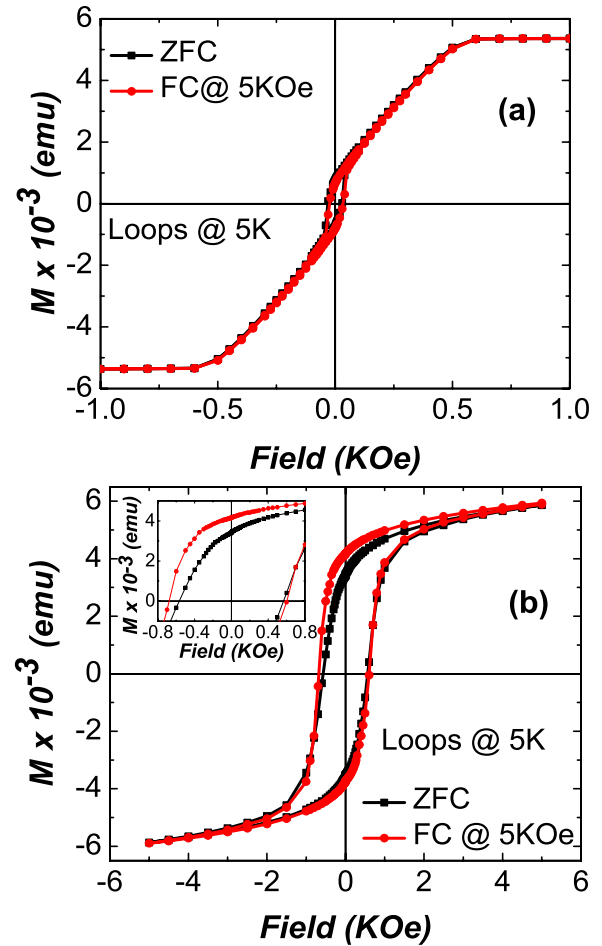 6
4
2
0
-2
-4
-6
M x 10⁻³ (emu)
ZFC
FC@ 5KOe
(a)
Loops @ 5K
-1.0 -0.5 0.0 0.5 1.0
Field (KOe)
6
4
2
0
-2
-4
-6
M x 10⁻³ (emu)
4
2
0
M x 10⁻³ (emu)
-0.8 -0.4 0.0 0.4 0.8
Field (KOe)
(b)
Loops @ 5K
ZFC
FC @ 5KOe
-4 -2 0 2 4 6
Field (KOe)